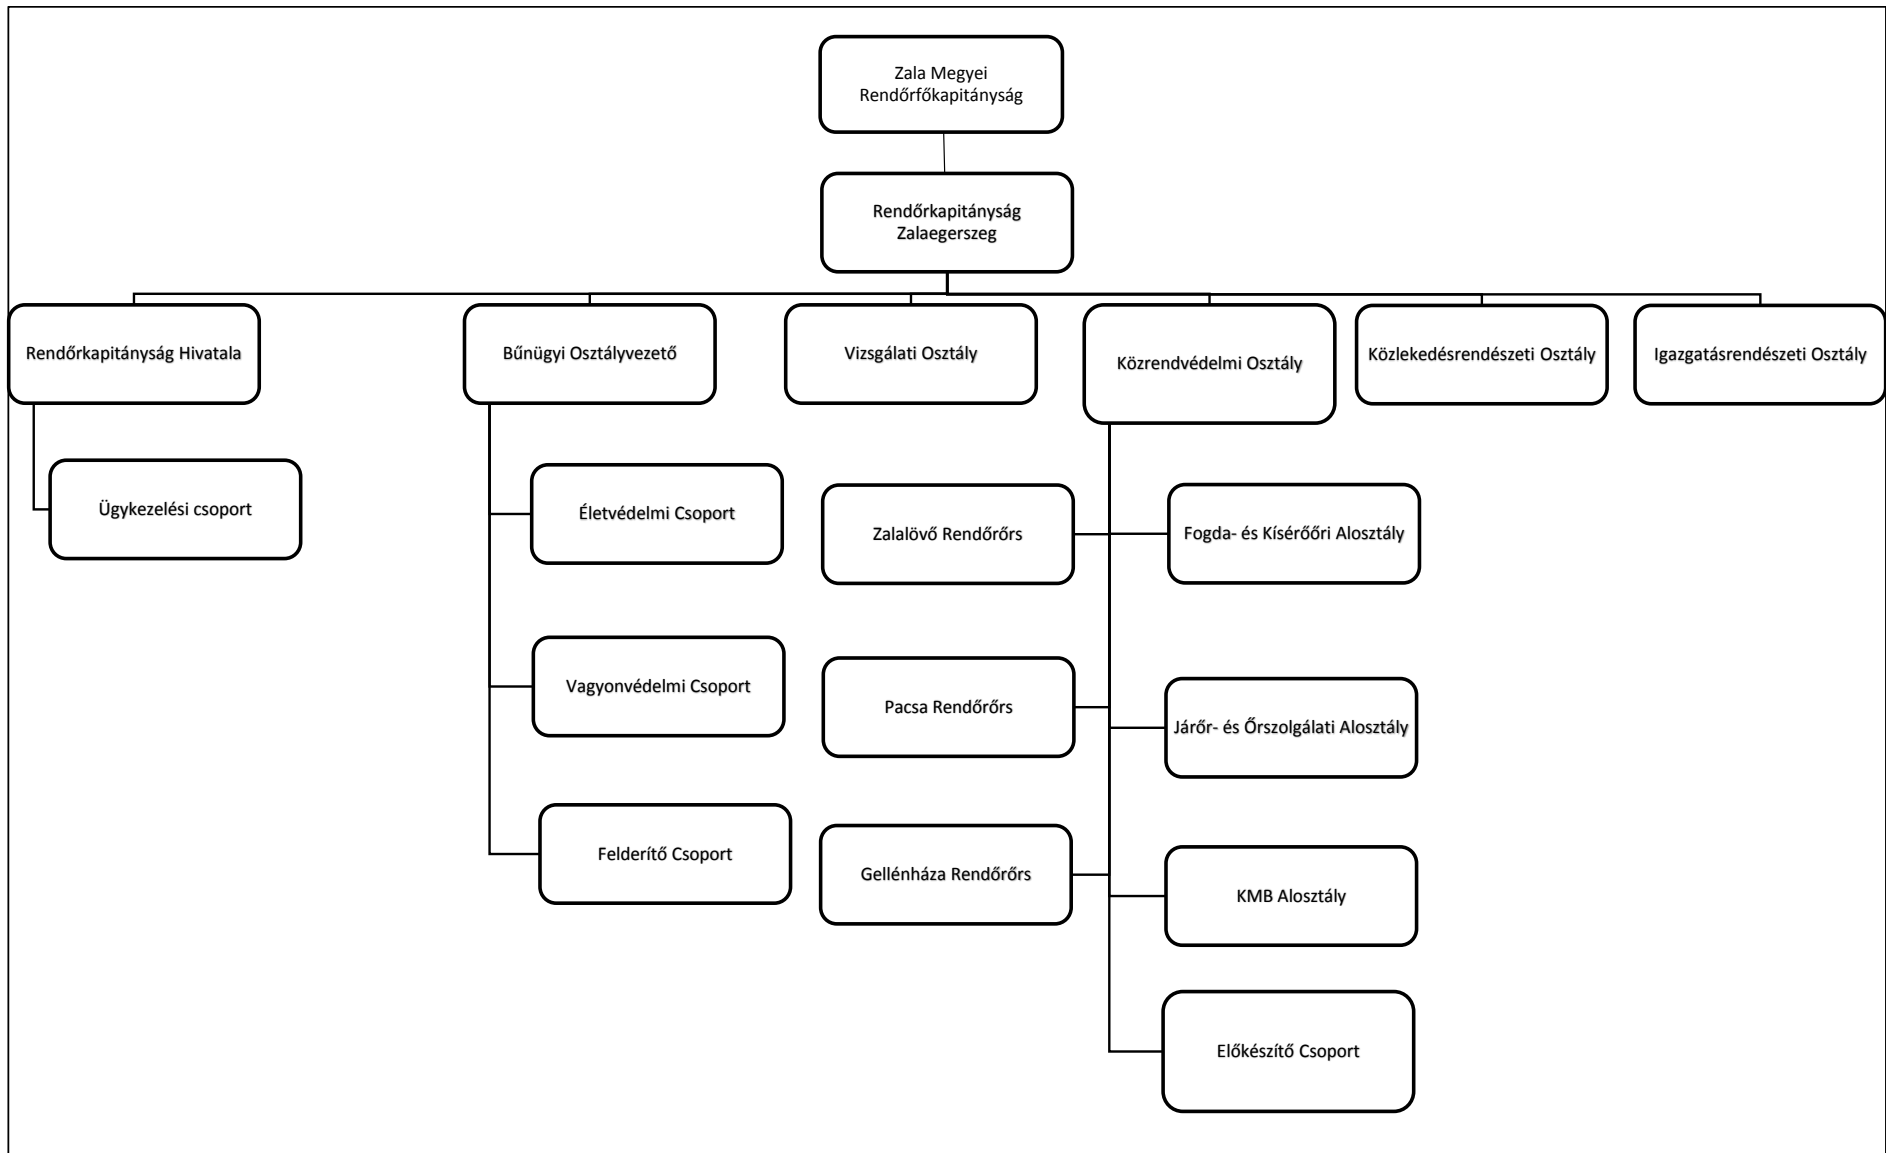 Zala Megyei
Rendőrfőkapitányság
Rendőrkapitányság
Zalaegerszeg
Rendőrkapitányság Hivatala
Bűnügyi Osztályvezető
Vizsgálati Osztály
Közrendvédelmi Osztály
Közlekedésrendészeti Osztály
Igazgatásrendészeti Osztály
Ügykezelési csoport
Életvédelmi Csoport
Zalalövő Rendőrőrs
Fogda- és Kísérőőri Alosztály
Vagyonvédelmi Csoport
Pacsa Rendőrőrs
Járőr- és Őrszolgálati Alosztály
Felderítő Csoport
Gellénháza Rendőrőrs
KMB Alosztály
Előkészítő Csoport